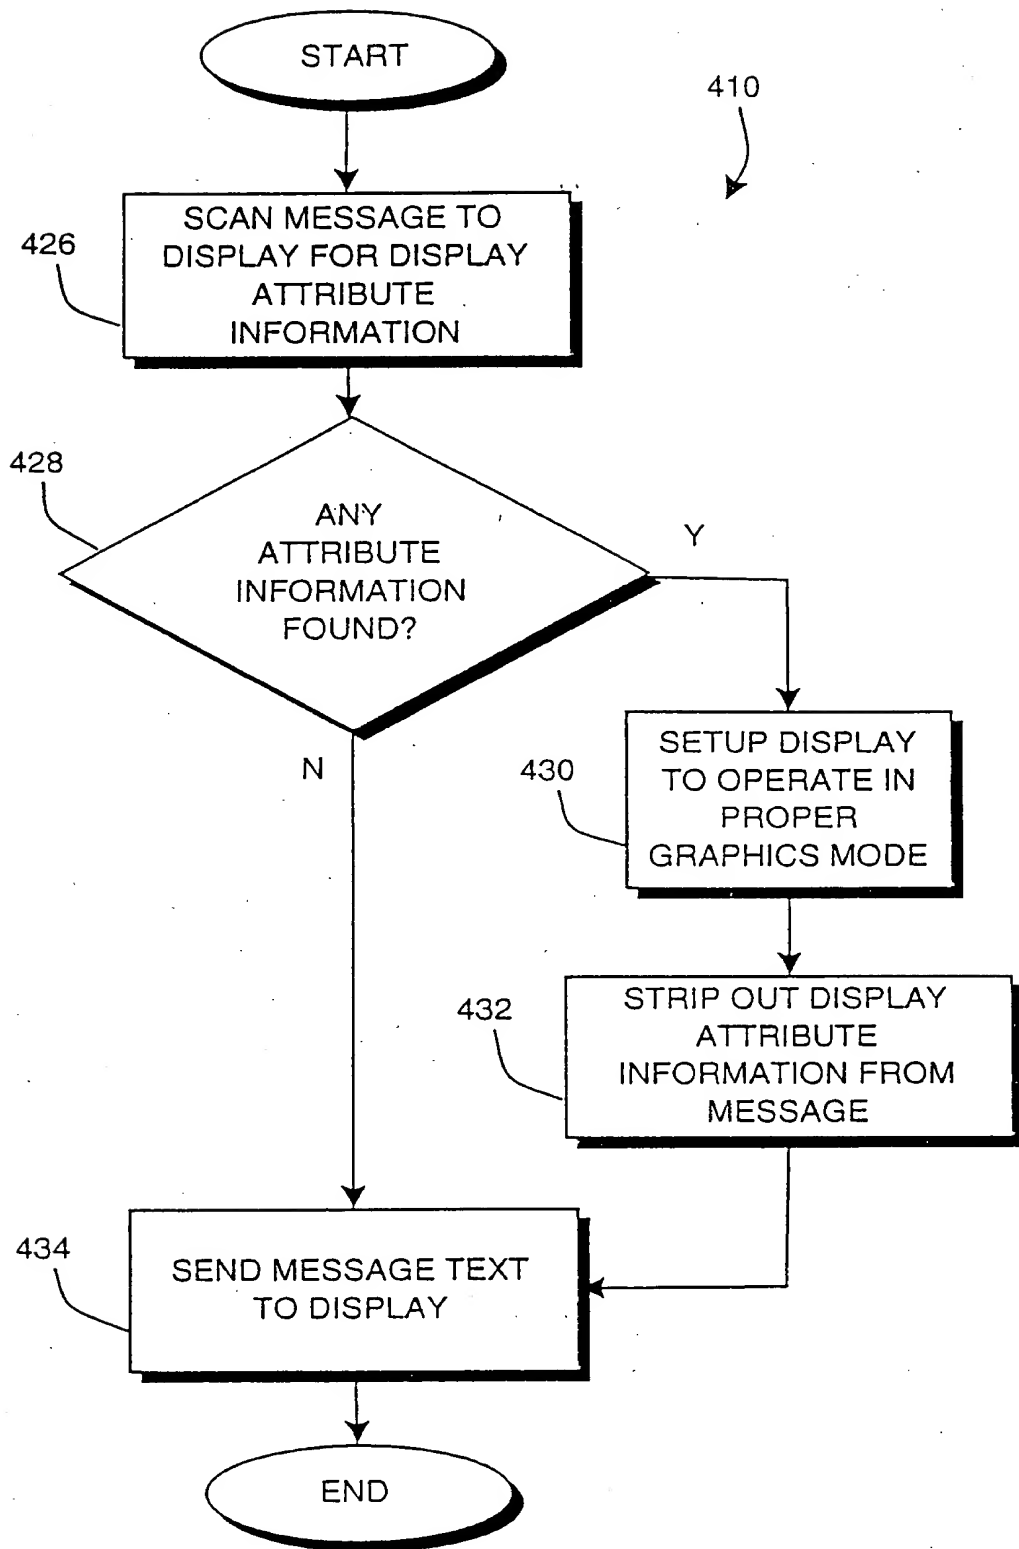 START
410
SCAN MESSAGE TO
DISPLAY FOR DISPLAY
ATTRIBUTE
INFORMATION
426
428
ANY
ATTRIBUTE
INFORMATION
FOUND?
Y
N
SETUP DISPLAY
TO OPERATE IN
PROPER
GRAPHICS MODE
430
STRIP OUT DISPLAY
ATTRIBUTE
INFORMATION FROM
MESSAGE
432
434
SEND MESSAGE TEXT
TO DISPLAY
END